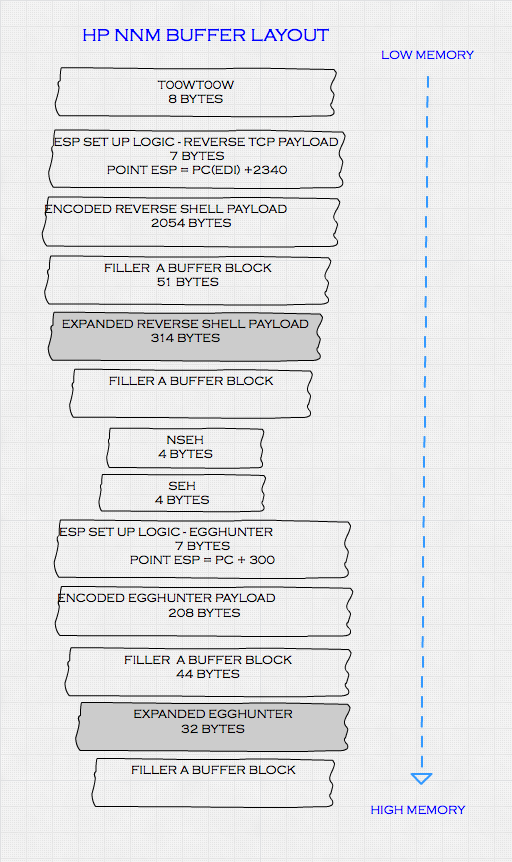 HP NNM BUFFER LAYOUT
LOW MEMORY
T00WT00W
8 BYTES
ESP SET UP LOGIC - REVERSE TCP PAYLOAD
7 BYTES
POINT ESP = PC(EDI) +2340
ENCODED REVERSE SHELL PAYLOAD
2054 BYTES
FILLER A BUFFER BLOCK
51 BYTES
EXPANDED REVERSE SHELL PAYLOAD
314 BYTES
FILLER A BUFFER BLOCK
NSEH
4 BYTES
SEH
4 BYTES
ESP SET UP LOGIC - EGGHUNTER
7 BYTES
POINT ESP = PC + 300
ENCODED EGGHUNTER PAYLOAD
208 BYTES
FILLER A BUFFER BLOCK
44 BYTES
EXPANDED EGGHUNTER
32 BYTES
FILLER A BUFFER BLOCK
HIGH MEMORY